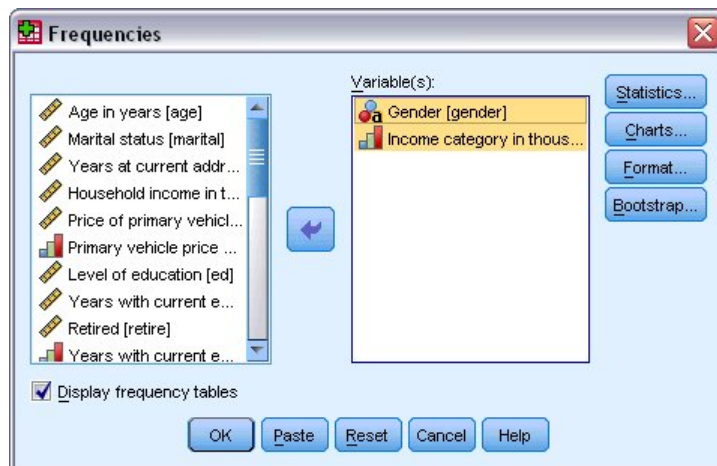 Frequencies
Variable(s):
Age in years [age]
Marital status [marital]
Years at current addr...
Household income in t...
Price of primary vehicl...
Primary vehicle price ...
Level of education [ed]
Years with current e...
Retired [retire]
Years with current e...
Gender [gender]
Income category in thous...
Statistics...
Charts...
Format...
Bootstrap...
Display frequency tables
OK Paste Reset Cancel Help